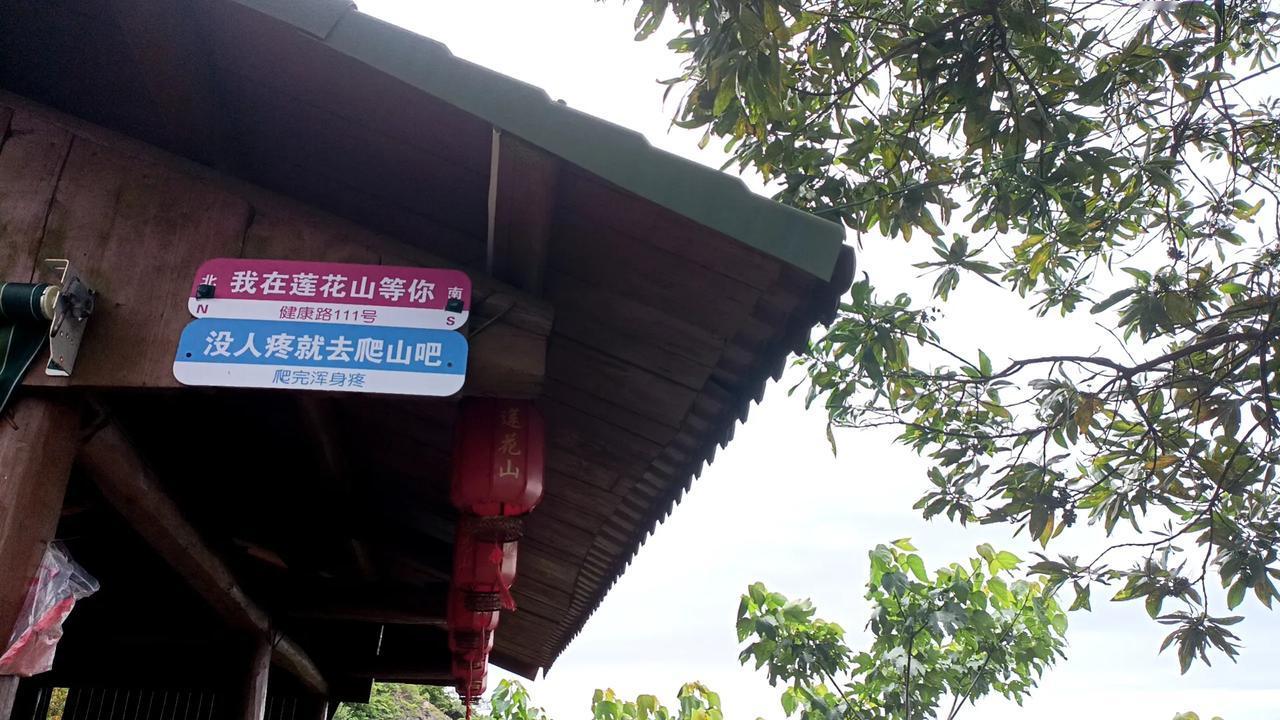 北 我在莲花山等你 南
N 健康路111号 S
没人疼就去爬山吧
爬完浑身疼
莲花山